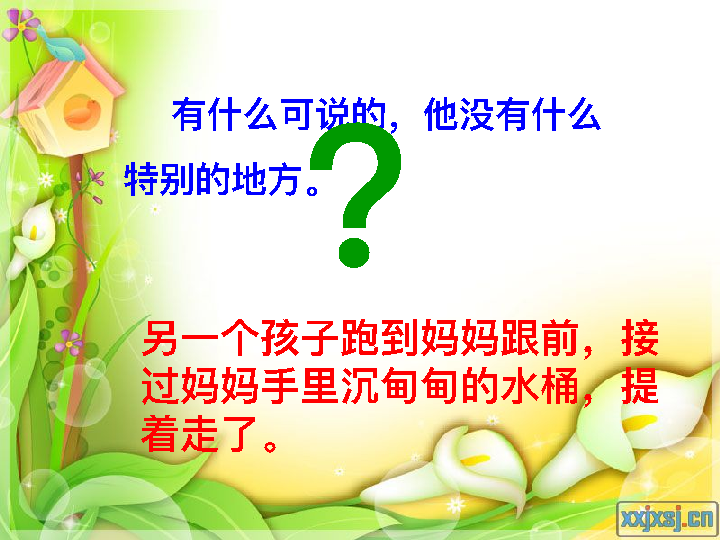 有什么可说的，他没有什么
特别的地方。
？
另一个孩子跑到妈妈跟前，接
过妈妈手里沉甸甸的水桶，提
着走了。
xxjxsj.cn